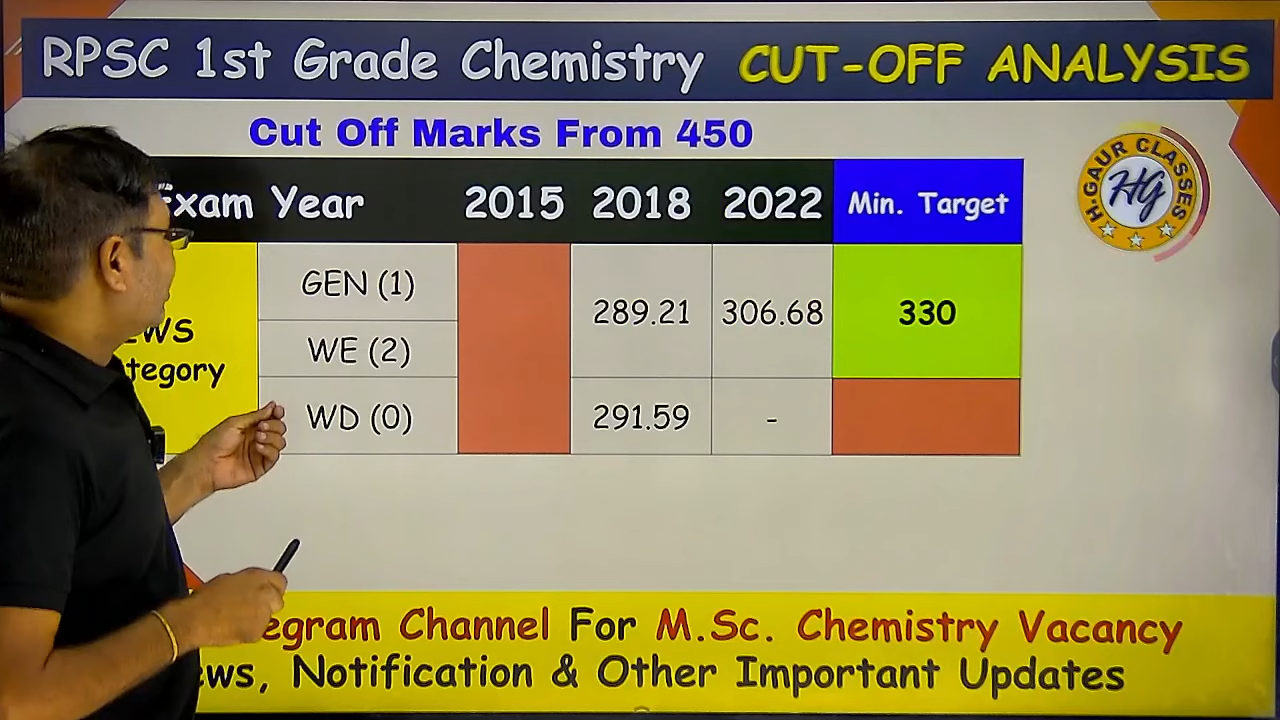 RPSC 1st Grade Chemistry CUT-OFF ANALYSIS
Cut Off Marks From 450
H.GAUR CLASSES
HG
Exam Year 2015 2018 2022 Min. Target
EWS
GEN (1) 289.21 306.68 330
WE (2)
WD (0) 291.59 -
Channel For M.Sc. Chemistry Vacancy
Notification & Other Important Updates